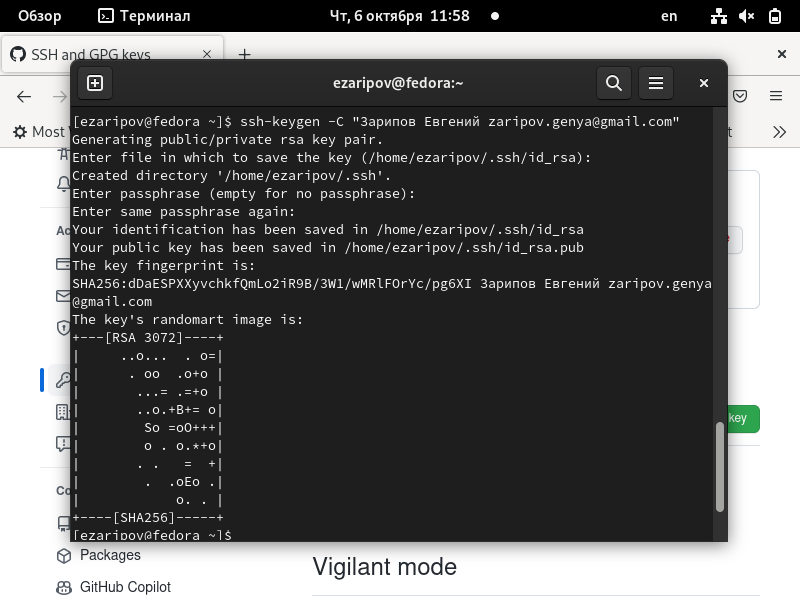 Обзор
Терминал
Чт, 6 октября 11:58
en
SSH and GPG keys
Most
ezaripov@fedora:~
[ezaripov@fedora ~]$ ssh-keygen -C "Зарипов Евгений zaripov.genya@gmail.com"
Generating public/private rsa key pair.
Enter file in which to save the key (/home/ezaripov/.ssh/id_rsa):
Created directory '/home/ezaripov/.ssh'.
Enter passphrase (empty for no passphrase):
Enter same passphrase again:
Your identification has been saved in /home/ezaripov/.ssh/id_rsa
Your public key has been saved in /home/ezaripov/.ssh/id_rsa.pub
The key fingerprint is:
SHA256:dDaESPXXyvchkfQmLo2iR9B/3W1/wMRlFOrYc/pg6XI Зарипов Евгений zaripov.genya
@gmail.com
The key's randomart image is:
+---[RSA 3072]----+
|     ..o...  . o=|
|      . oo  .o+o |
|       ...= .=+o |
|       ..o.+B+= o|
|        So =oO+++|
|        o . o.*+o|
|       . .   =  +|
|        .  .oEo .|
|            o. . |
+----[SHA256]-----+
[ezaripov@fedora ~]$
key
Packages
GitHub Copilot
Vigilant mode